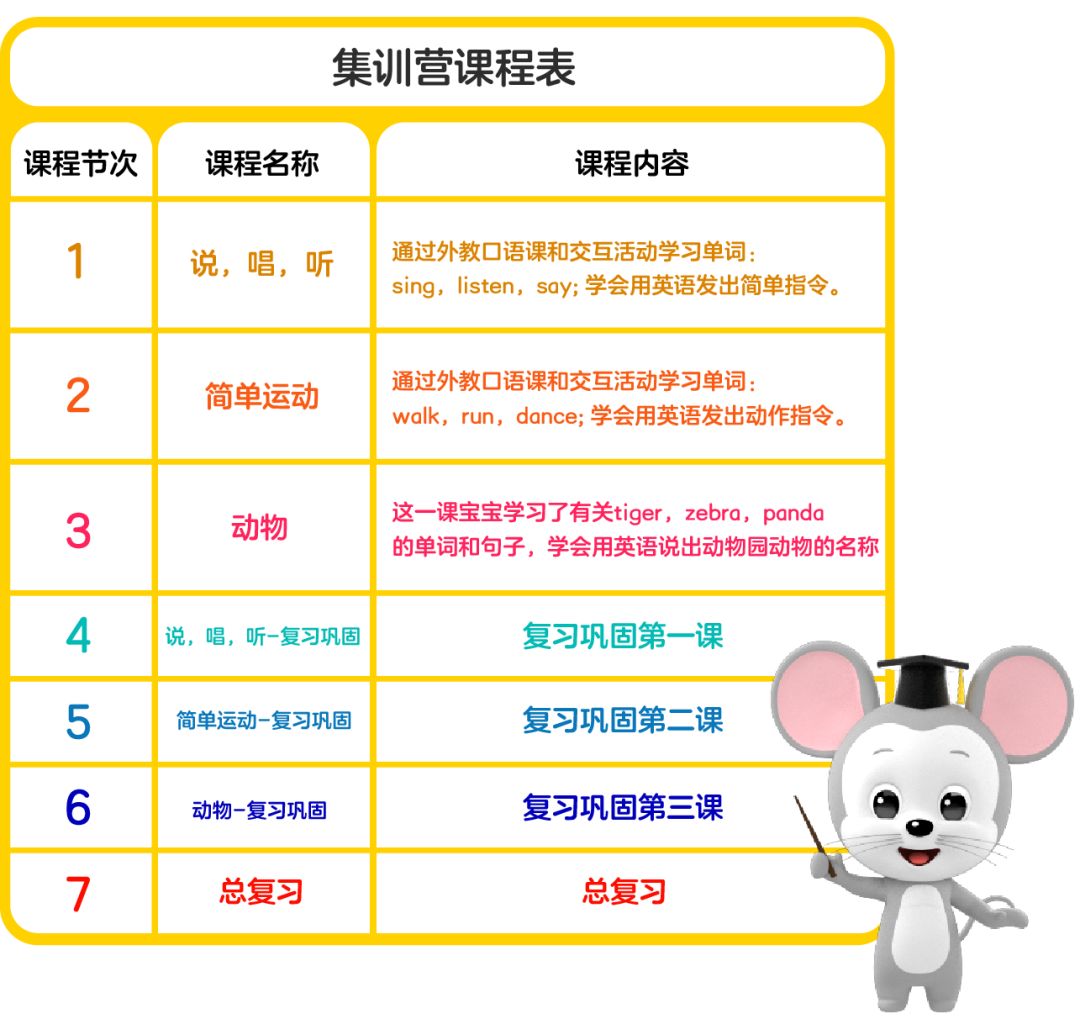 集训营课程表
课程节次 课程名称 课程内容
1 说，唱，听
通过外教口语课和交互活动学习单词：
sing，listen，say; 学会用英语发出简单指令。
2 简单运动
通过外教口语课和交互活动学习单词：
walk，run，dance; 学会用英语发出动作指令。
3 动物
这一课宝宝学习了有关tiger，zebra，panda
的单词和句子，学会用英语说出动物园动物的名称
4 说，唱，听-复习巩固 复习巩固第一课
5 简单运动-复习巩固 复习巩固第二课
6 动物-复习巩固 复习巩固第三课
7 总复习 总复习